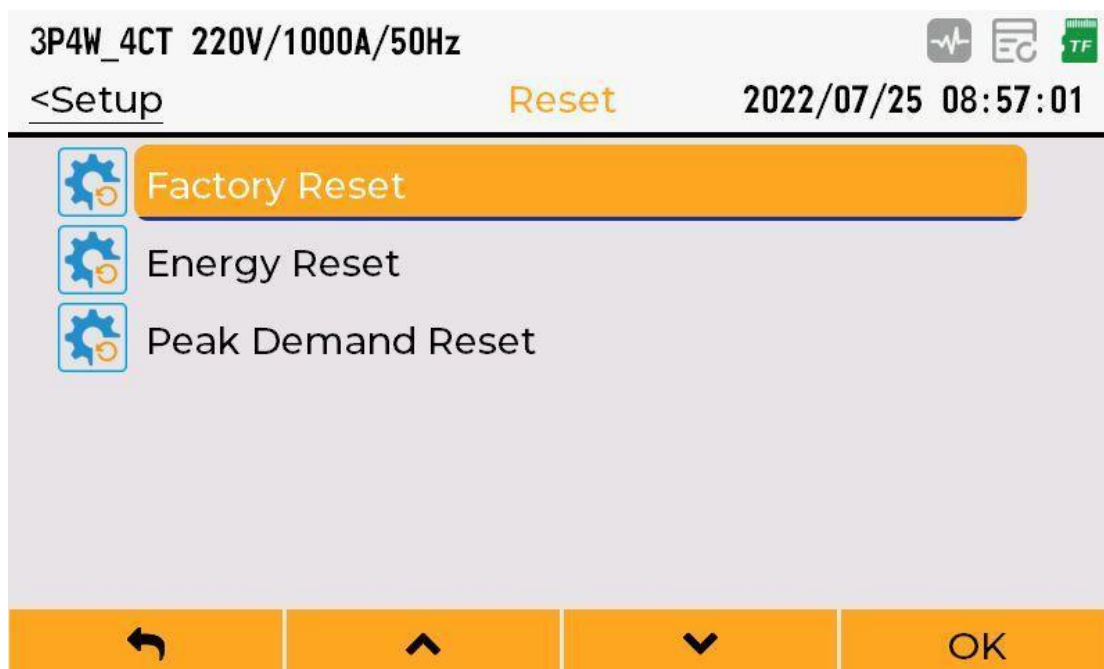 3P4W_4CT 220V/1000A/50Hz
TF
<Setup Reset 2022/07/25 08:57:01
Factory Reset
Energy Reset
Peak Demand Reset
OK